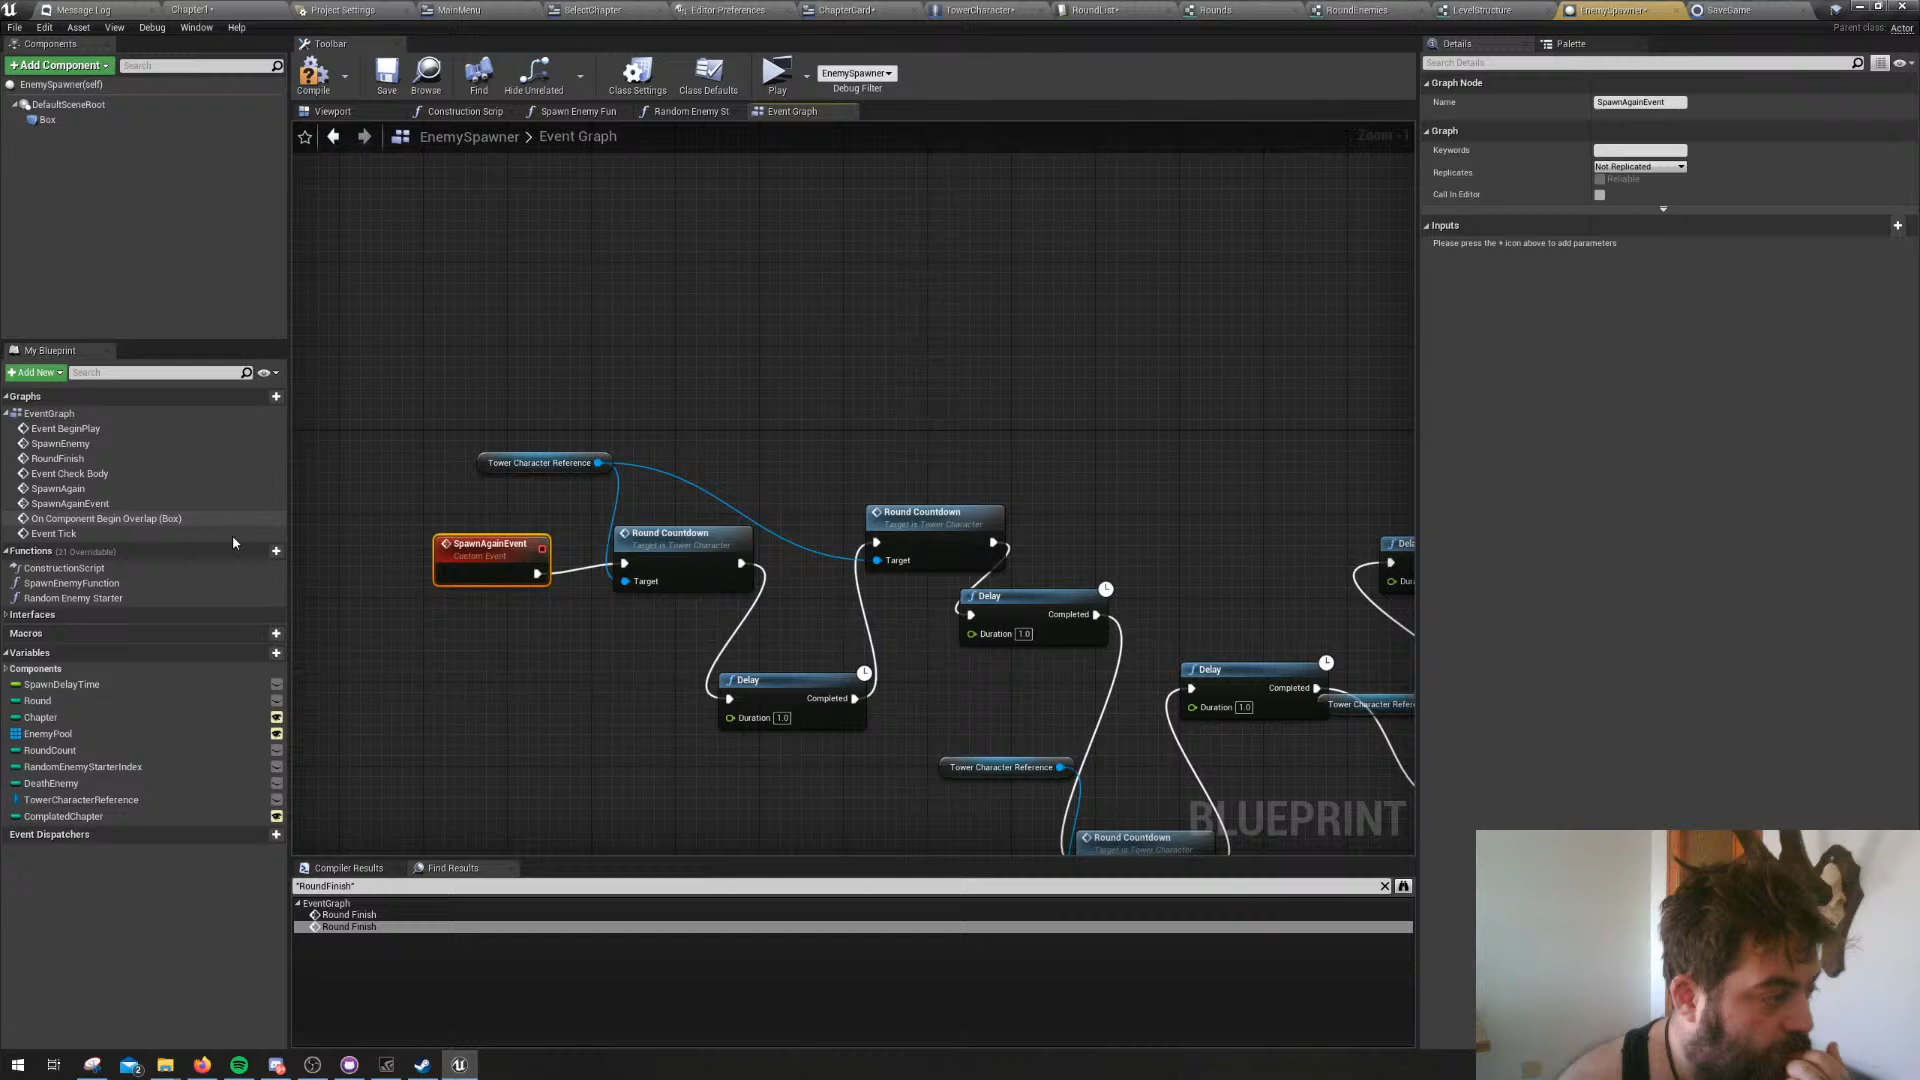 Message Log
Chapter1*
Project Settings
MainMenu
SelectChapter
Editor Preferences
ChapterCard*
TowerCharacter*
RoundList*
Rounds
RoundEnemies
LevelStructure
EnemySpawner*
SaveGame
File Edit Asset View Debug Window Help
Parent class: Actor
Components
Toolbar
Details
Palette
+Add Component
Search
EnemySpawner(self)
DefaultSceneRoot
Box
Compile
Save
Browse
Find
Hide Unrelated
Class Settings
Class Defaults
Play
EnemySpawner
Debug Filter
Search Details
Viewport
Construction Scrip
Spawn Enemy Fun
Random Enemy St
Event Graph
EnemySpawner > Event Graph
Zoom -1
Graph Node
Name SpawnAgainEvent
Graph
Keywords
Replicates Not Replicated
Reliable
Call In Editor
Inputs
Please press the + icon above to add parameters
My Blueprint
+Add New
Search
Graphs
EventGraph
Event BeginPlay
SpawnEnemy
RoundFinish
Event Check Body
SpawnAgain
SpawnAgainEvent
On Component Begin Overlap (Box)
Event Tick
Functions (21 Overridable)
ConstructionScript
SpawnEnemyFunction
Random Enemy Starter
Interfaces
Macros
Variables
Components
SpawnDelayTime
Round
Chapter
EnemyPool
RoundCount
RandomEnemyStarterIndex
DeathEnemy
TowerCharacterReference
ComplatedChapter
Event Dispatchers
Tower Character Reference
SpawnAgainEvent
Custom Event
Round Countdown
Target is Tower Character
Target
Delay
Completed
Duration 1.0
Round Countdown
Target is Tower Character
Target
Delay
Completed
Duration 1.0
Tower Character Reference
Round Countdown
Target is Tower Character
Delay
Completed
Duration 1.0
Tower Character Refer
Dela
Dura
BLUEPRINT
Compiler Results
Find Results
"RoundFinish"
EventGraph
Round Finish
Round Finish
2